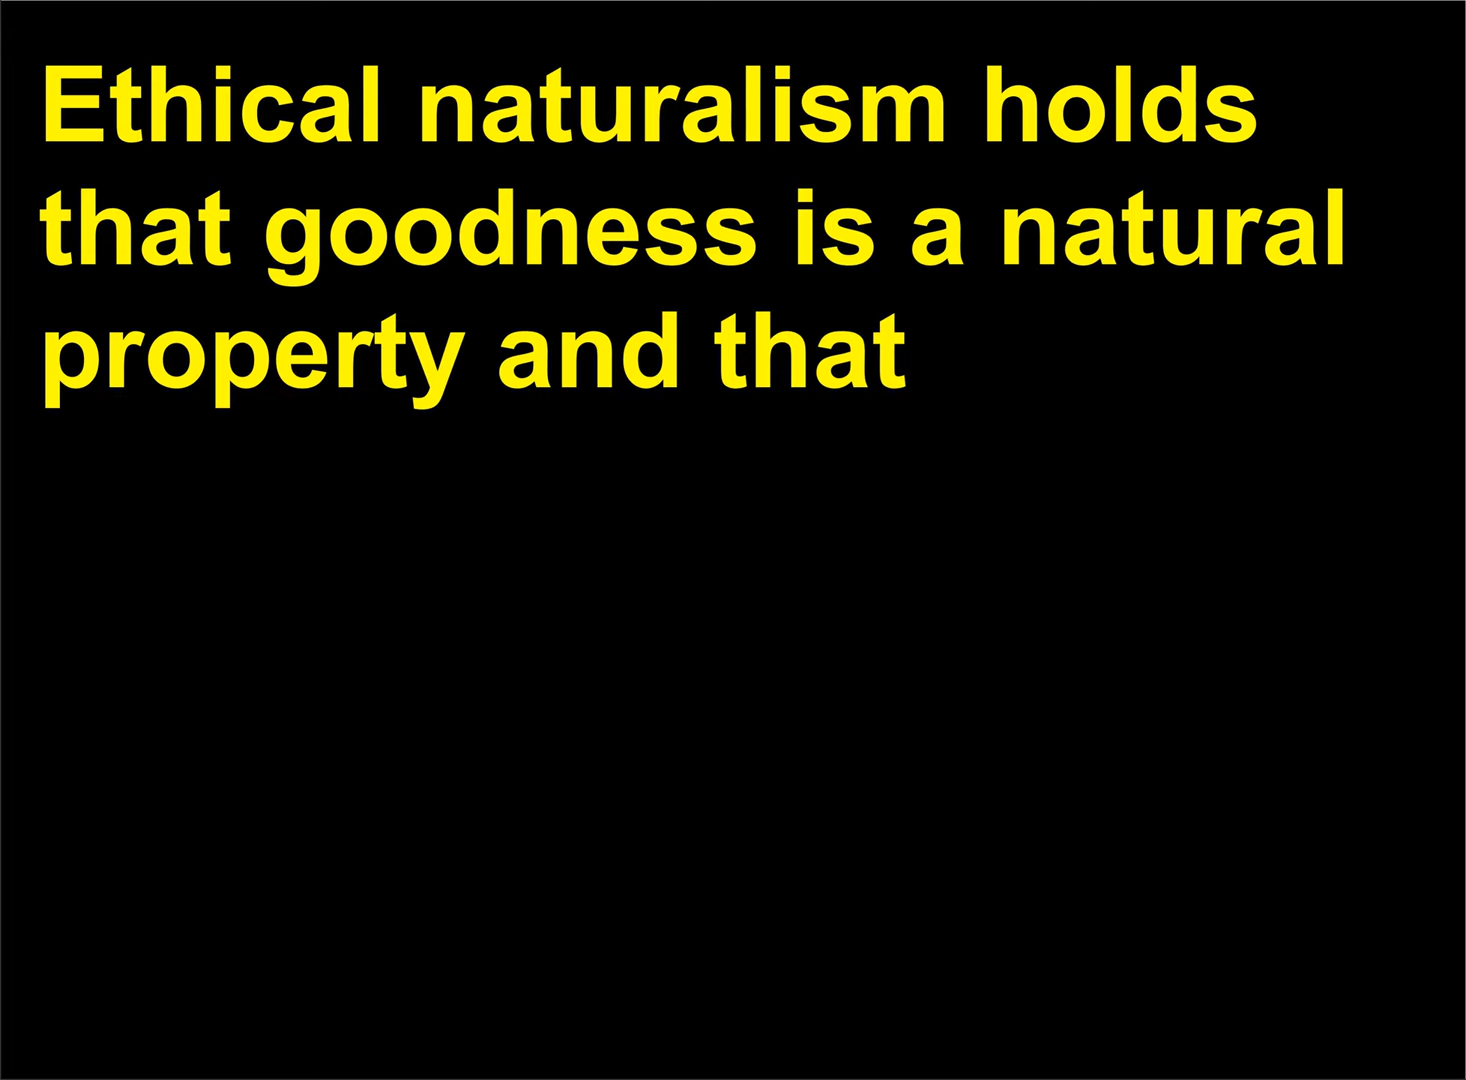 Ethical naturalism holds
that goodness is a natural
property and that